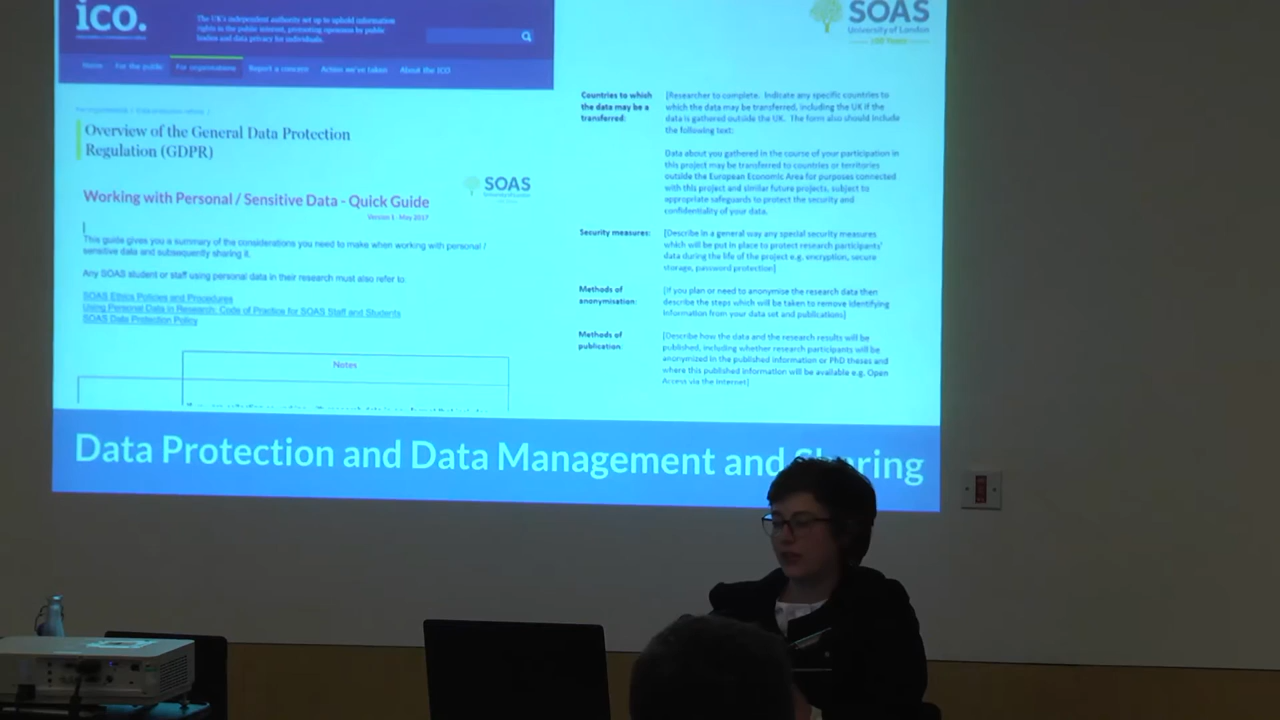 ico.
The UK's independent authority set up to uphold information
rights in the public interest, promoting openness by public
bodies and data privacy for individuals.
Home For the public For organisations Report a concern Action we've taken About the ICO
Overview of the General Data Protection
Regulation (GDPR)
SOAS
University of London
Working with Personal / Sensitive Data - Quick Guide
Version 1 - May 2017
This guide gives you a summary of the considerations you need to make when working with personal /
sensitive data and subsequently sharing it.
Any SOAS student or staff using personal data in their research must also refer to:
SOAS Ethics Policies and Procedures
Using Personal Data in Research: Code of Practice for SOAS Staff and Students
SOAS Data Protection Policy
Notes
SOAS
University of London
Countries to which
the data may be a
transferred:
[Researcher to complete. Indicate any specific countries to
which the data may be transferred, including the UK if the
data is gathered outside the UK. The form also should include
the following text:
Data about you gathered in the course of your participation in
this project may be transferred to countries or territories
outside the European Economic Area for purposes connected
with this project and similar future projects, subject to
appropriate safeguards to protect the security and
confidentiality of your data.
Security measures:
[Describe in a general way any special security measures
which will be put in place to protect research participants'
data during the life of the project e.g. encryption, secure
storage, password protection]
Methods of
anonymisation:
[If you plan or need to anonymise the research data then
describe the steps which will be taken to remove identifying
information from your data set and publications]
Methods of
publication:
[Describe how the data and the research results will be
published, including whether research participants will be
anonymized in the published information or PhD theses and
where this published information will be available e.g. Open
Access via the Internet]
Data Protection and Data Management and Sharing